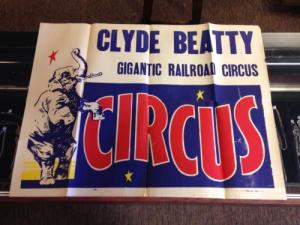 CLYDE BEATTY
GIGANTIC RAILROAD CIRCUS
CIRCUS